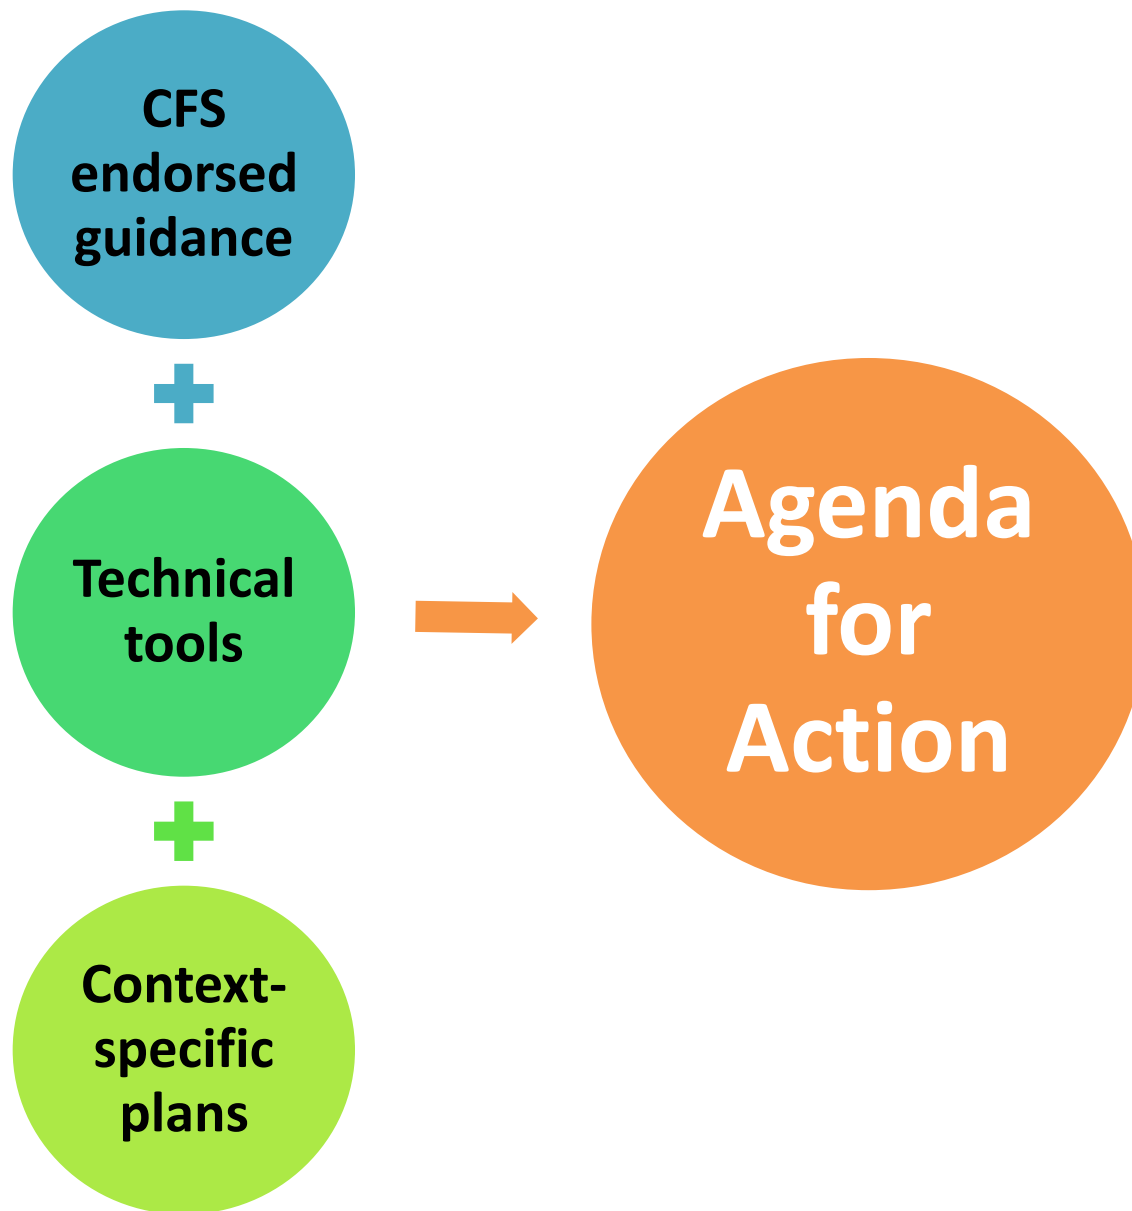 CFS
endorsed
guidance
Technical
tools
Context-
specific
plans
Agenda
for
Action